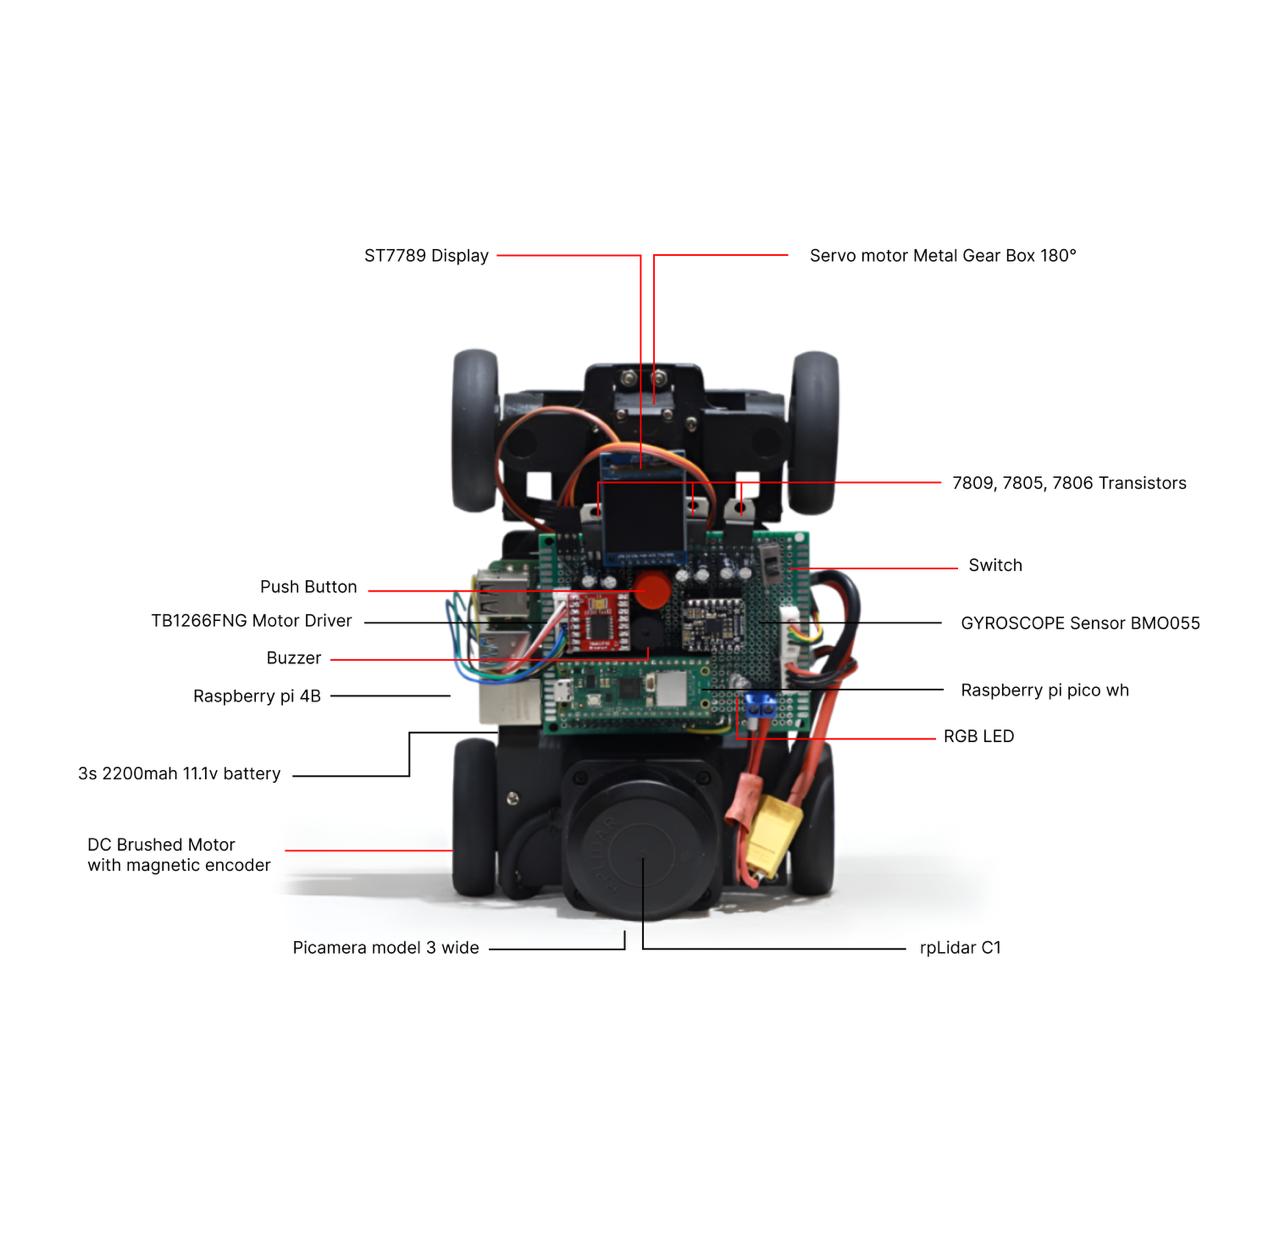 ST7789 Display
Servo motor Metal Gear Box 180°
7809, 7805, 7806 Transistors
Switch
Push Button
TB1266FNG Motor Driver
GYROSCOPE Sensor BMO055
Buzzer
Raspberry pi 4B
Raspberry pi pico wh
RGB LED
3s 2200mah 11.1v battery
DC Brushed Motor
with magnetic encoder
RPLIDAR
Picamera model 3 wide
rpLidar C1